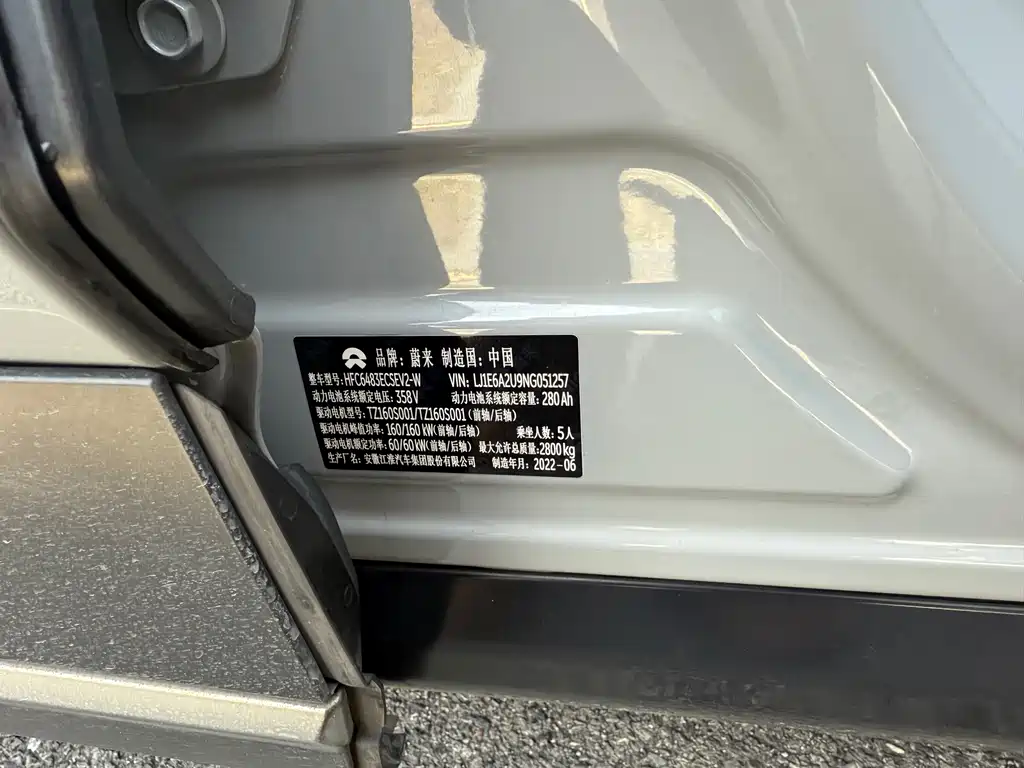 品牌：蔚来 制造国：中国
整车型号：HFC6483ECSEV2-W VIN：LJ1E6A2U9NG051257
动力电池系统额定电压：358V 动力电池系统额定容量：280Ah
驱动电机型号：TZ160S001/TZ160S001（前轴/后轴）
驱动电机峰值功率：160/160kW（前轴/后轴） 乘坐人数：5人
驱动电机额定功率：60/60kW（前轴/后轴） 最大允许总质量：2800kg
生产厂名：安徽江淮汽车集团股份有限公司 制造年月：2022-06